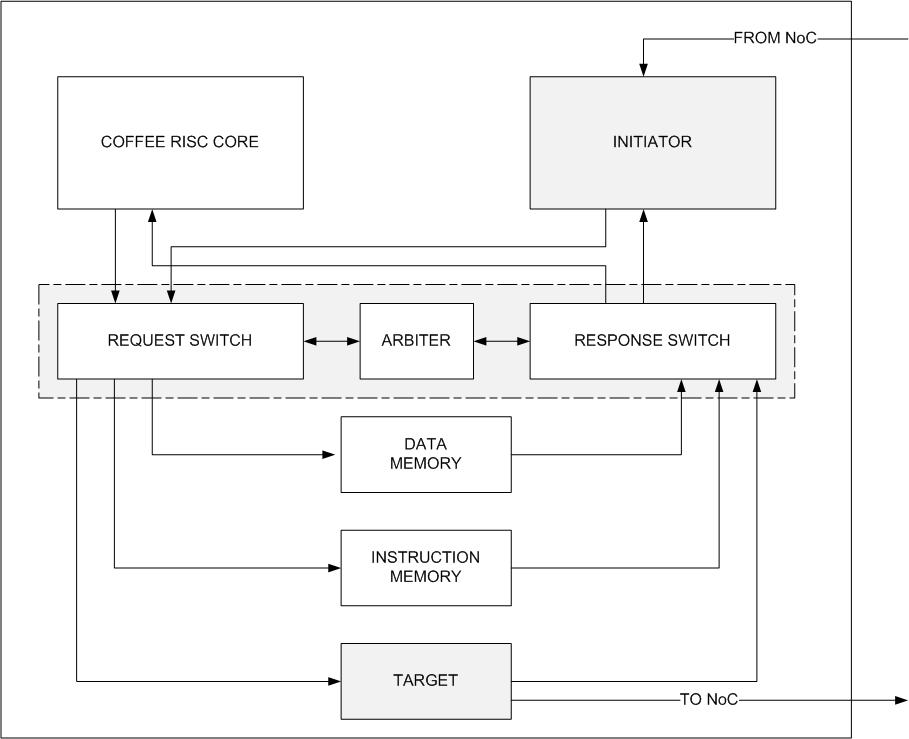 FROM NoC
COFFEE RISC CORE
INITIATOR
REQUEST SWITCH
ARBITER
RESPONSE SWITCH
DATA
MEMORY
INSTRUCTION
MEMORY
TARGET
TO NoC